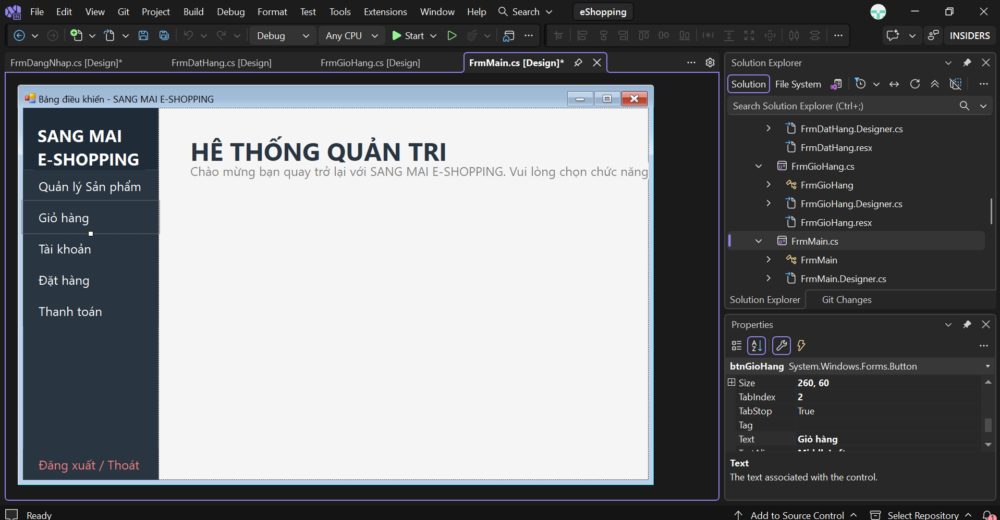 File Edit View Git Project Build Debug Format Test Tools Extensions Window Help Search eShopping
Debug Any CPU Start INSIDERS
FrmDangNhap.cs [Design]* FrmDatHang.cs [Design] FrmGioHang.cs [Design] FrmMain.cs [Design]*
Bảng điều khiển - SANG MAI E-SHOPPING
SANG MAI
E-SHOPPING
Quản lý Sản phẩm
Giỏ hàng
Tài khoản
Đặt hàng
Thanh toán
Đăng xuất / Thoát
HỆ THỐNG QUẢN TRỊ
Chào mừng bạn quay trở lại với SANG MAI E-SHOPPING. Vui lòng chọn chức năng
Solution Explorer
Solution File System
Search Solution Explorer (Ctrl+;)
FrmDatHang.Designer.cs
FrmDatHang.resx
FrmGioHang.cs
FrmGioHang
FrmGioHang.Designer.cs
FrmGioHang.resx
FrmMain.cs
FrmMain
FrmMain.Designer.cs
Solution Explorer Git Changes
Properties
btnGioHang System.Windows.Forms.Button
Size 260, 60
TabIndex 2
TabStop True
Tag
Text Giỏ hàng
Text
The text associated with the control.
Ready Add to Source Control Select Repository 1